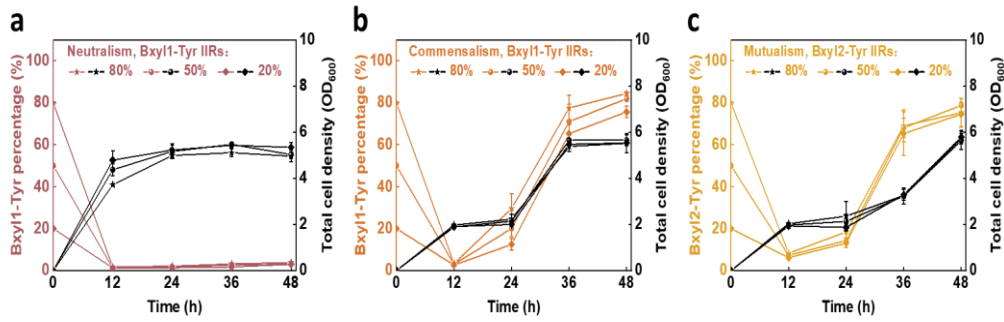 a
Neutralism, Bxyl1-Tyr IIRs:
80% 50% 20%
Bxyl1-Tyr percentage (%)
100
80
60
40
20
0
10
8
6
4
2
0
Total cell density (OD600)
0 12 24 36 48
Time (h)
b
Commensalism, Bxyl1-Tyr IIRs:
80% 50% 20%
Bxyl1-Tyr percentage (%)
100
80
60
40
20
0
10
8
6
4
2
0
Total cell density (OD600)
0 12 24 36 48
Time (h)
c
Mutualism, Bxyl2-Tyr IIRs:
80% 50% 20%
Bxyl2-Tyr percentage (%)
100
80
60
40
20
0
10
8
6
4
2
0
Total cell density (OD600)
0 12 24 36 48
Time (h)